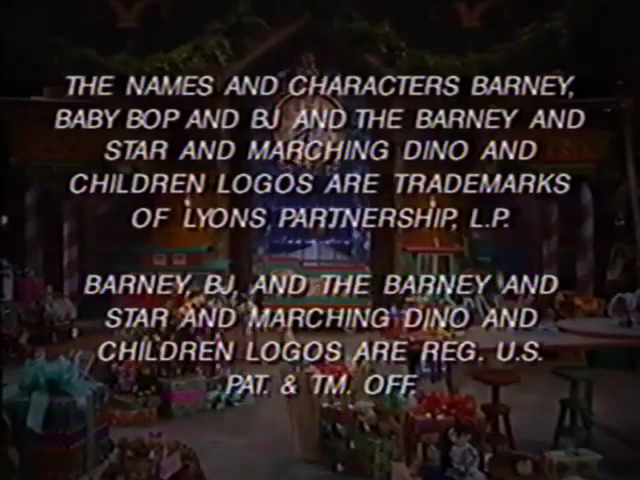 THE NAMES AND CHARACTERS BARNEY,
BABY BOP AND BJ AND THE BARNEY AND
STAR AND MARCHING DINO AND
CHILDREN LOGOS ARE TRADEMARKS
OF LYONS PARTNERSHIP, L.P.
BARNEY, BJ, AND THE BARNEY AND
STAR AND MARCHING DINO AND
CHILDREN LOGOS ARE REG. U.S.
PAT. & TM. OFF.